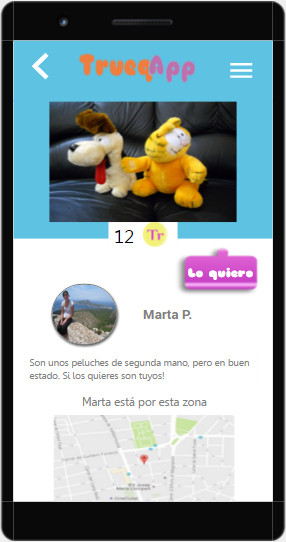 TrueqApp
12 Tr
Lo quiero
Marta P.
Son unos peluches de segunda mano, pero en buen
estado. Si los quieres son tuyos!
Marta está por esta zona